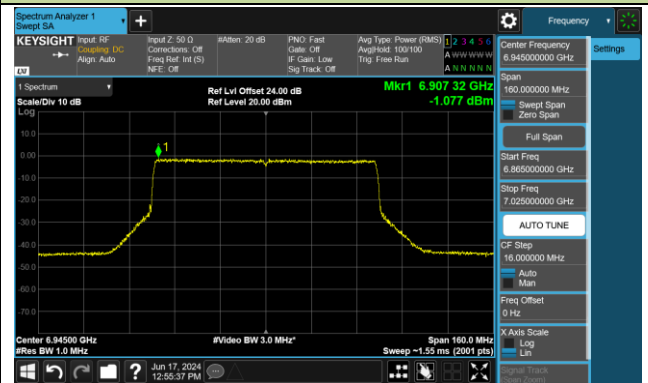 Spectrum Analyzer 1
Swept SA
Frequency
KEYSIGHT
Input: RF
Coupling: DC
Align: Auto
Input Z: 50 Ω
Corrections: Off
Freq Ref: Int (S)
NFE: Off
#Atten: 20 dB
PNO: Fast
Gate: Off
IF Gain: Low
Sig Track: Off
Avg Type: Power (RMS)
Avg|Hold: 100/100
Trig: Free Run
1 2 3 4 5 6
A W W W W W
A N N N N N
LXI
1 Spectrum
Scale/Div 10 dB
Log
Ref Lvl Offset 24.00 dB
Ref Level 20.00 dBm
Mkr1 6.907 32 GHz
-1.077 dBm
1
10.0
0.00
-10.0
-20.0
-30.0
-40.0
-50.0
-60.0
-70.0
Center 6.94500 GHz
#Res BW 1.0 MHz
#Video BW 3.0 MHz*
Span 160.0 MHz
Sweep ~1.55 ms (2001 pts)
Jun 17, 2024
12:55:37 PM
Center Frequency
6.945000000 GHz
Span
160.000000 MHz
Swept Span
Zero Span
Full Span
Start Freq
6.865000000 GHz
Stop Freq
7.025000000 GHz
AUTO TUNE
CF Step
16.000000 MHz
Auto
Man
Freq Offset
0 Hz
X Axis Scale
Log
Lin
Signal Track
(Span Zoom)
Settings